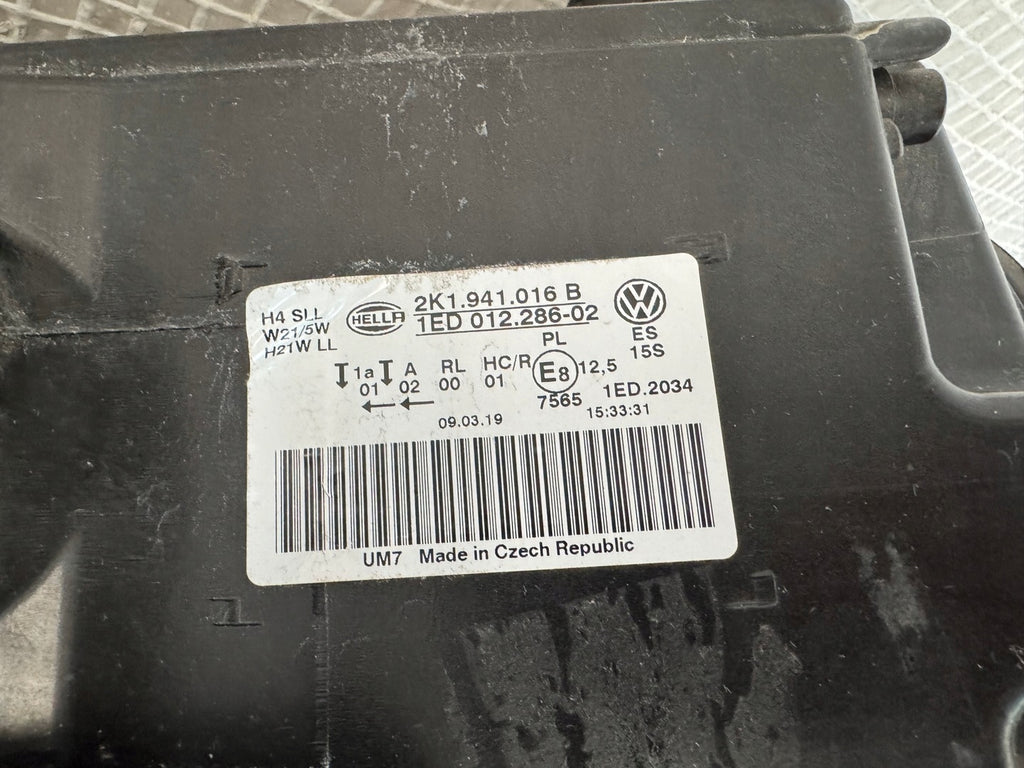 H4 SLL
W21/5W
H21W LL
HELLA
2K1.941.016 B
1ED 012.286-02
VW
ES
15S
1a A RL HC/R PL
01 02 00 01 E8 12,5
7565 1ED.2034
09.03.19 15:33:31
UM7 Made in Czech Republic